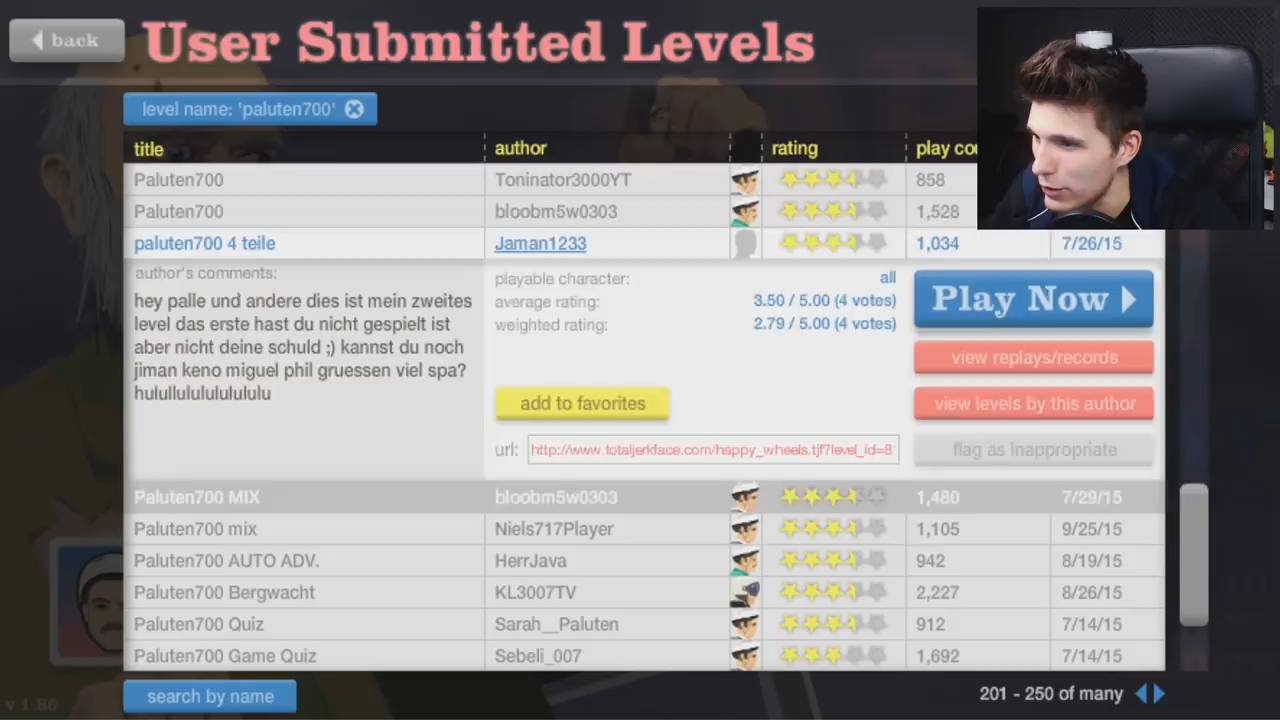 back
User Submitted Levels
level name: 'paluten700'
title author rating play cou
Paluten700 Toninator3000YT 858
Paluten700 bloobm5w0303 1,528
paluten700 4 teile Jaman1233 1,034 7/26/15
author's comments:
hey palle und andere dies ist mein zweites
level das erste hast du nicht gespielt ist
aber nicht deine schuld ;) kannst du noch
jiman keno miguel phil gruessen viel spa?
hulullulululululululu
playable character: all
average rating: 3.50 / 5.00 (4 votes)
weighted rating: 2.79 / 5.00 (4 votes)
add to favorites
url: http://www.totaljerkface.com/happy_wheels.tjf?level_id=8
Play Now
view replays/records
view levels by this author
flag as inappropriate
Paluten700 MIX bloobm5w0303 1,480 7/29/15
Paluten700 mix Niels717Player 1,105 9/25/15
Paluten700 AUTO ADV. HerrJava 942 8/19/15
Paluten700 Bergwacht KL3007TV 2,227 8/26/15
Paluten700 Quiz Sarah__Paluten 912 7/14/15
Paluten700 Game Quiz Sebeli_007 1,692 7/14/15
v 1.86
search by name
201 - 250 of many